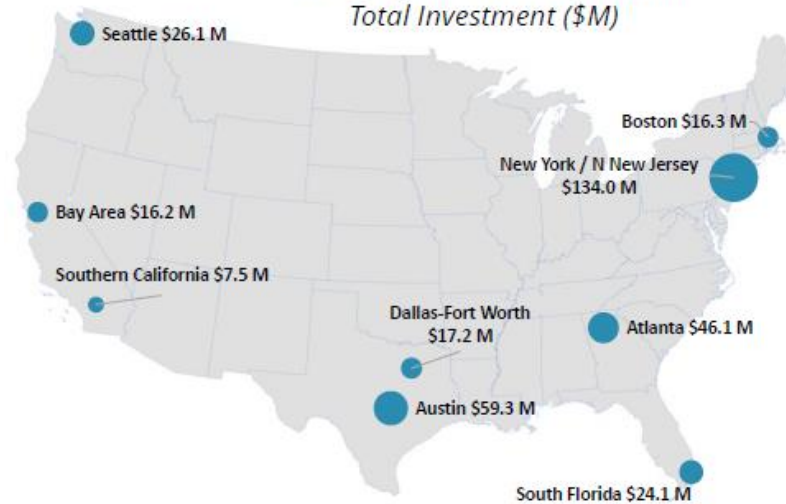 Total Investment ($M)
Seattle $26.1 M
Boston $16.3 M
New York / N New Jersey
$134.0 M
Bay Area $16.2 M
Southern California $7.5 M
Dallas-Fort Worth
$17.2 M
Atlanta $46.1 M
Austin $59.3 M
South Florida $24.1 M